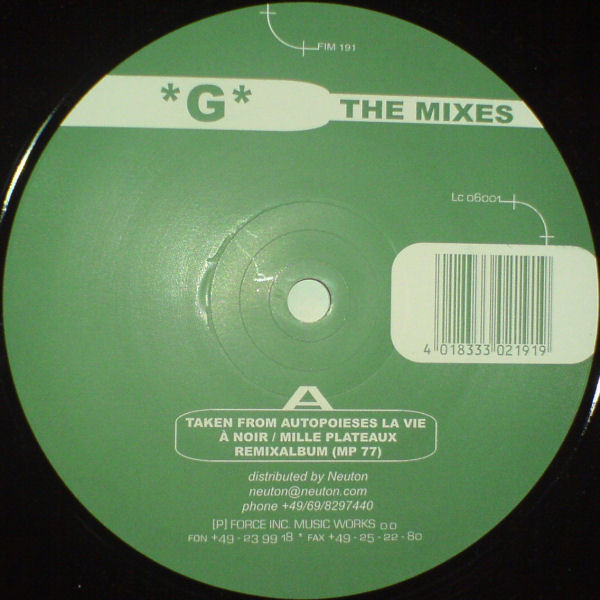 FIM 191
*G* THE MIXES
Lc 06001
4 018333 021919
A
TAKEN FROM AUTOPOIESES LA VIE
À NOIR / MILLE PLATEAUX
REMIXALBUM (MP 77)
distributed by Neuton
neuton@neuton.com
phone +49/69/8297440
[P] FORCE INC. MUSIC WORKS 00
FON +49 - 23 99 18 * FAX +49 - 25 - 22 - 80